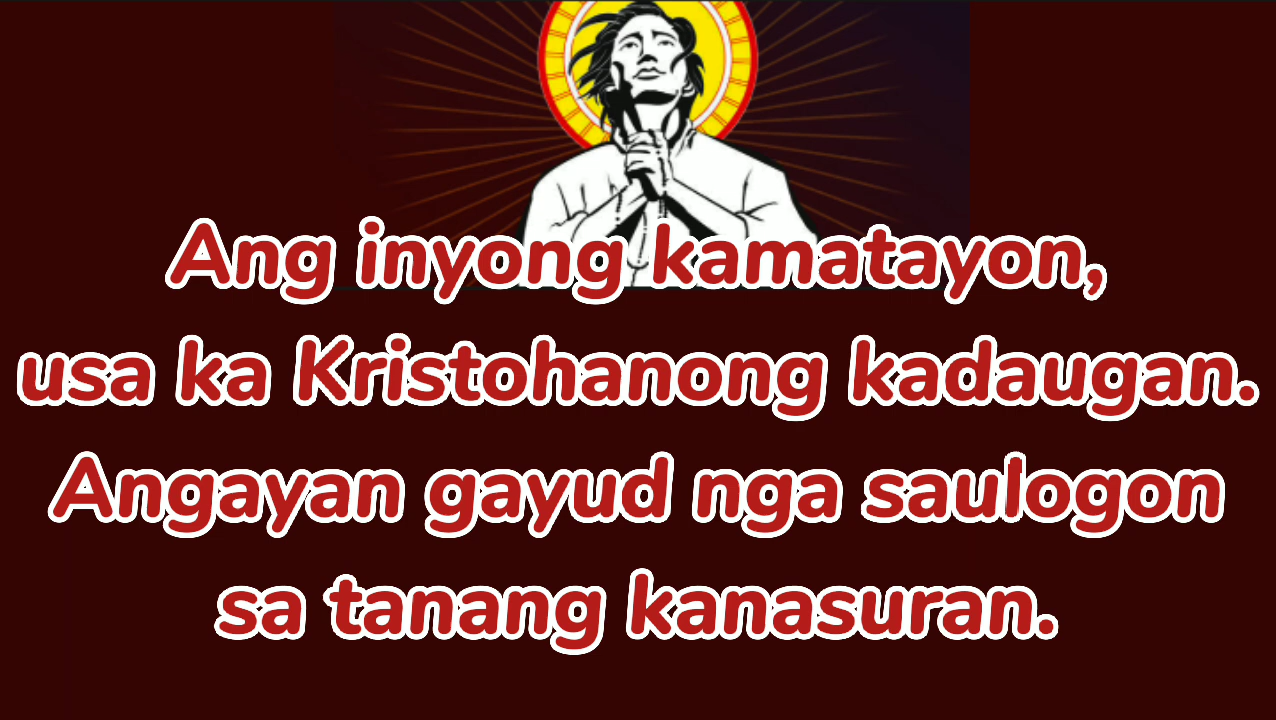 Ang inyong kamatayon,
usa ka Kristohanong kadaugan.
Angayan gayud nga saulogon
sa tanang kanasuran.